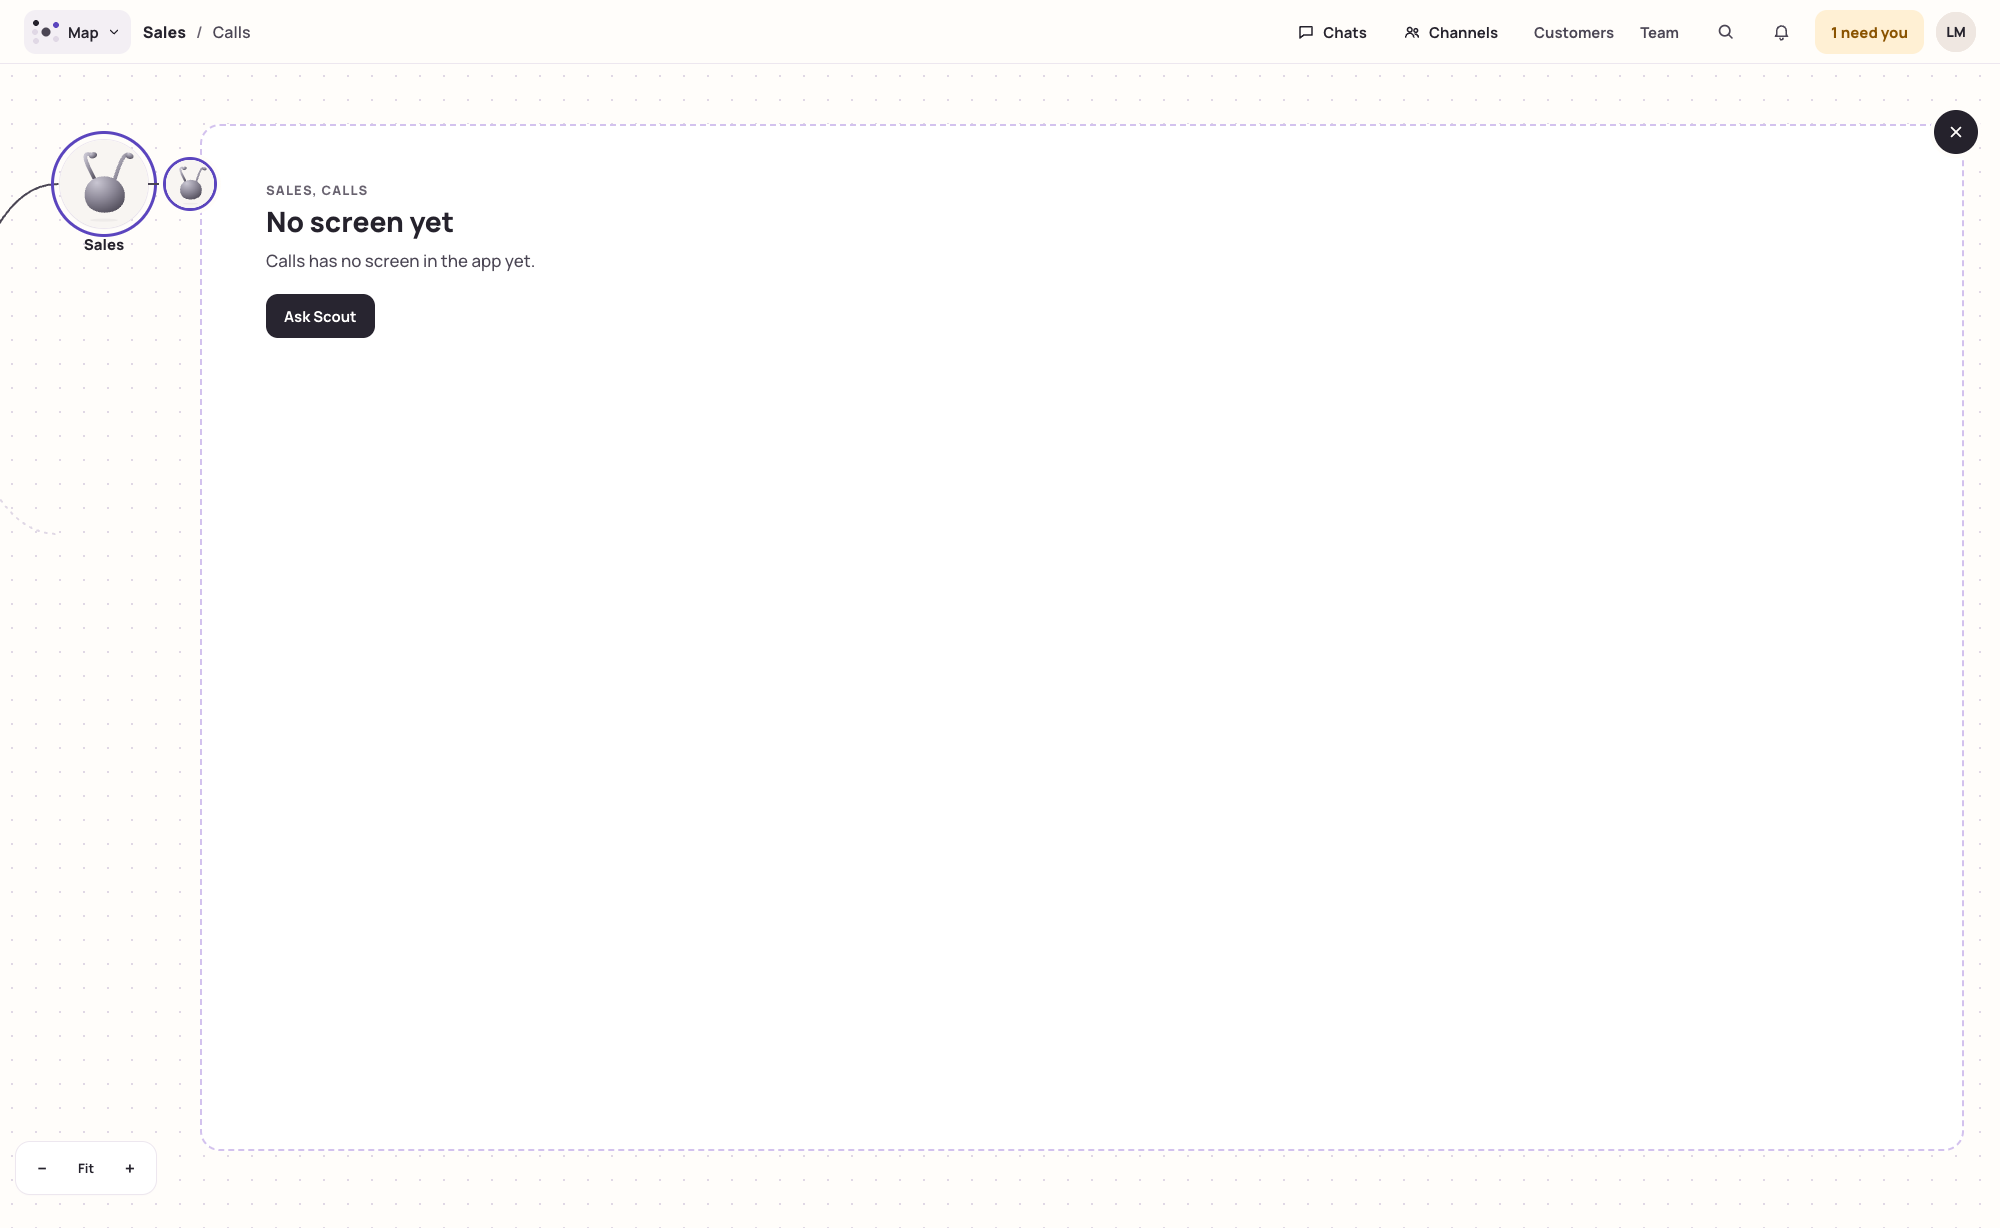 Map
Sales / Calls
Chats
Channels
Customers
Team
1 need you
LM
Sales
SALES, CALLS
No screen yet
Calls has no screen in the app yet.
Ask Scout
− Fit +